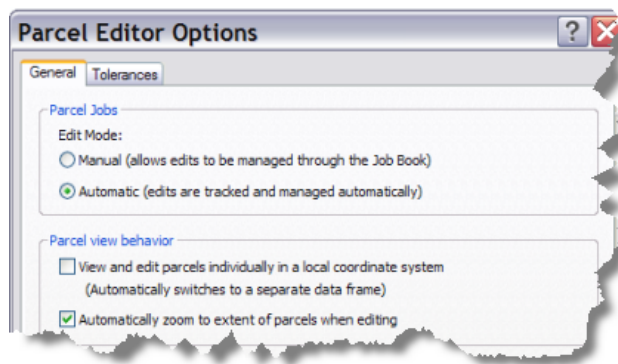 Parcel Editor Options
General Tolerances
Parcel Jobs
Edit Mode:
Manual (allows edits to be managed through the Job Book)
Automatic (edits are tracked and managed automatically)
Parcel view behavior
View and edit parcels individually in a local coordinate system
(Automatically switches to a separate data frame)
Automatically zoom to extent of parcels when editing